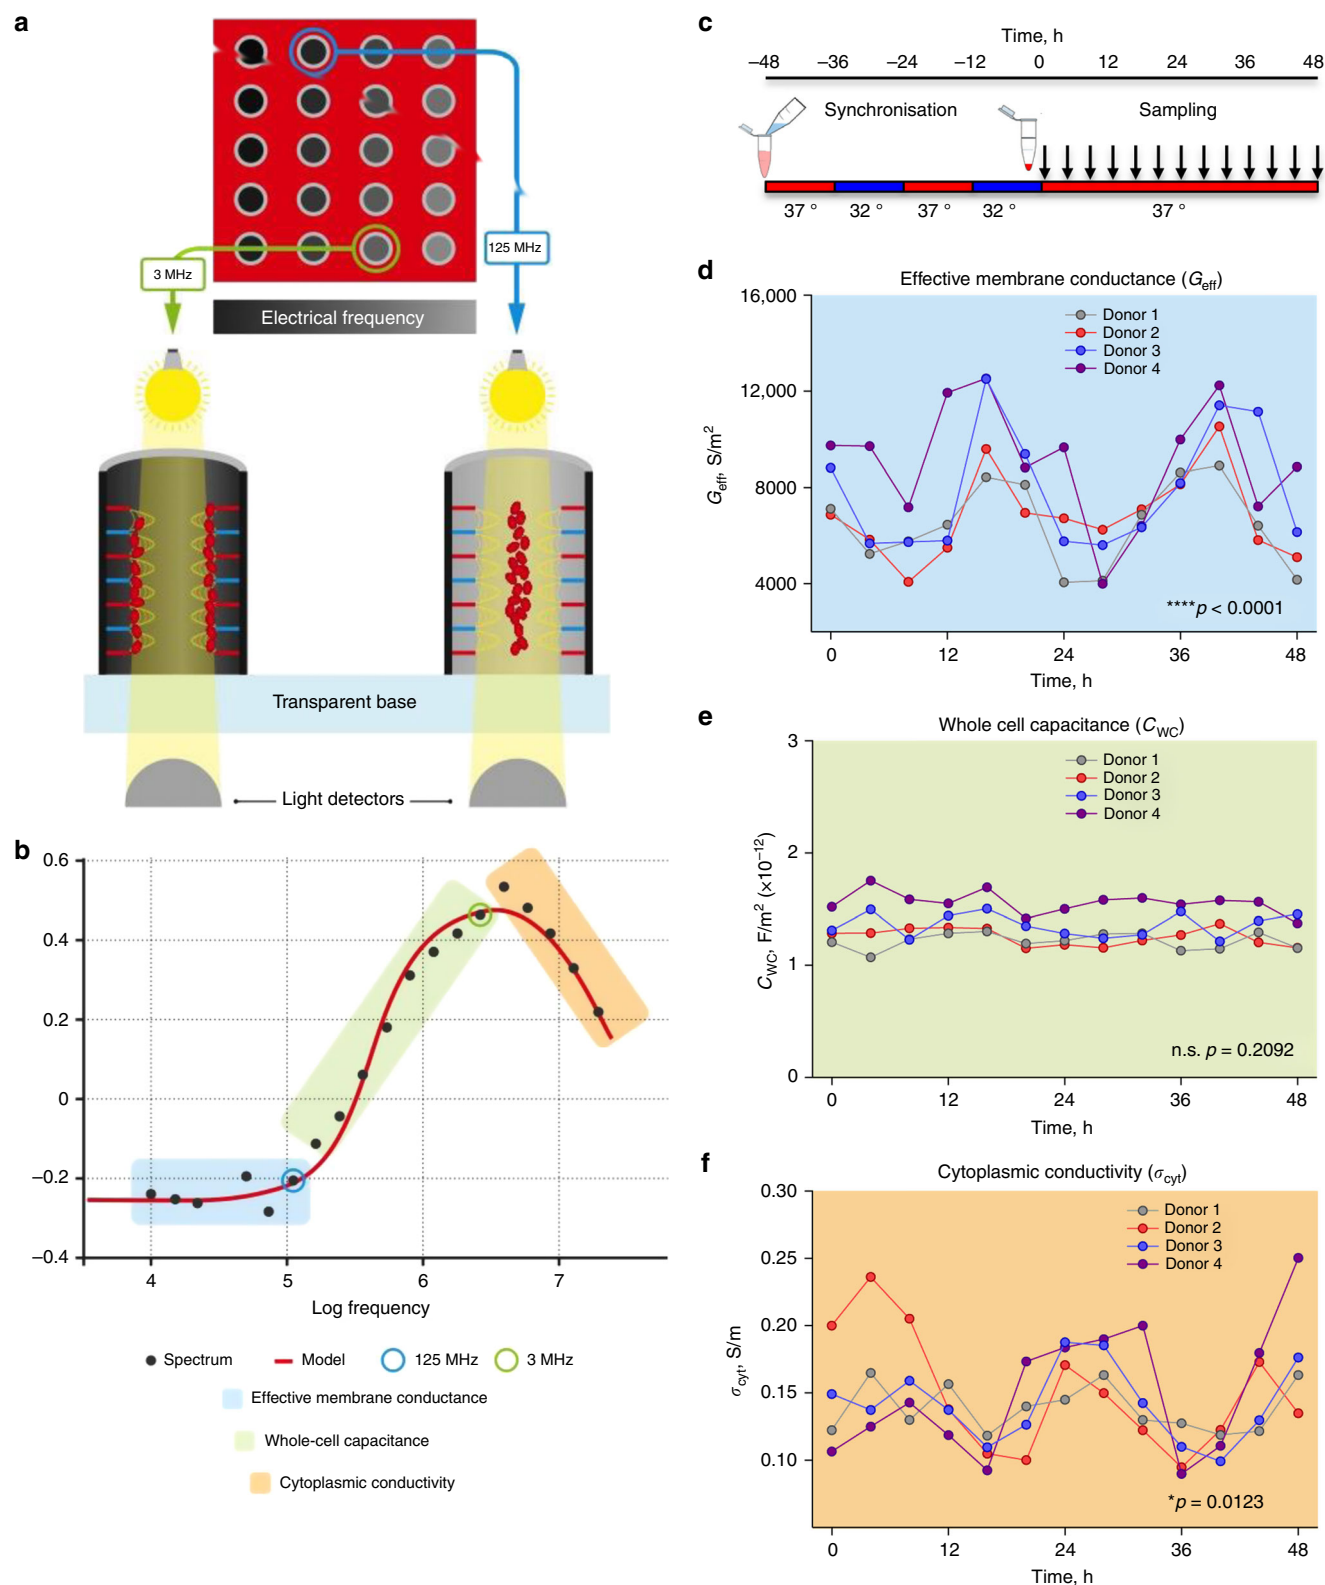 a
125 MHz
3 MHz
Electrical frequency
Transparent base
Light detectors
b
0.6
0.4
0.2
0
–0.2
–0.4
4 5 6 7
Log frequency
Spectrum Model 125 MHz 3 MHz
Effective membrane conductance
Whole-cell capacitance
Cytoplasmic conductivity
c
Time, h
–48 –36 –24 –12 0 12 24 36 48
Synchronisation Sampling
37 ° 32 ° 37 ° 32 ° 37 °
d
Effective membrane conductance (Geff)
16,000
12,000
8000
4000
Geff, S/m²
Donor 1
Donor 2
Donor 3
Donor 4
****p < 0.0001
0 12 24 36 48
Time, h
e
Whole cell capacitance (CWC)
3
2
1
0
CWC, F/m² (×10⁻¹²)
Donor 1
Donor 2
Donor 3
Donor 4
n.s. p = 0.2092
0 12 24 36 48
Time, h
f
Cytoplasmic conductivity (σcyt)
0.30
0.25
0.20
0.15
0.10
σcyt, S/m
Donor 1
Donor 2
Donor 3
Donor 4
*p = 0.0123
0 12 24 36 48
Time, h